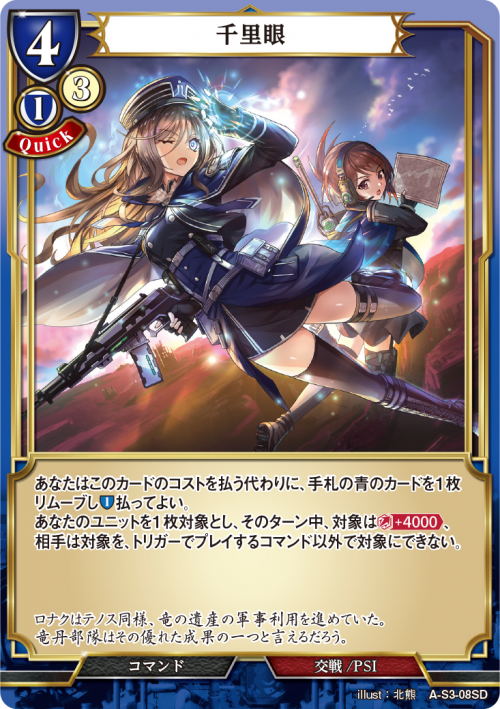 千里眼
4
3
I
Quick
あなたはこのカードのコストを払う代わりに、手札の青のカードを1枚
リムーブし I 払ってよい。
あなたのユニットを1枚対象とし、そのターン中、対象は +4000 、
相手は対象を、トリガーでプレイするコマンド以外で対象にできない。
ロナクはテノス同様、竜の遺産の軍事利用を進めていた。
竜丹部隊はその優れた成果の一つと言えるだろう。
コマンド
交戦/PSI
illust：北熊 A-S3-08SD